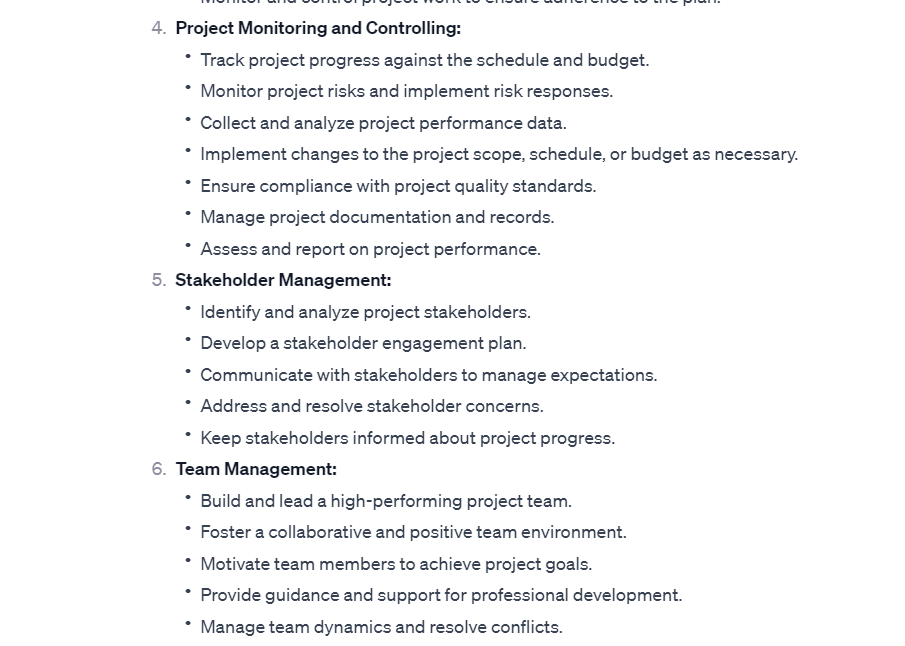 Monitor and control project work to ensure adherence to the plan.
4. Project Monitoring and Controlling:
• Track project progress against the schedule and budget.
• Monitor project risks and implement risk responses.
• Collect and analyze project performance data.
• Implement changes to the project scope, schedule, or budget as necessary.
• Ensure compliance with project quality standards.
• Manage project documentation and records.
• Assess and report on project performance.
5. Stakeholder Management:
• Identify and analyze project stakeholders.
• Develop a stakeholder engagement plan.
• Communicate with stakeholders to manage expectations.
• Address and resolve stakeholder concerns.
• Keep stakeholders informed about project progress.
6. Team Management:
• Build and lead a high-performing project team.
• Foster a collaborative and positive team environment.
• Motivate team members to achieve project goals.
• Provide guidance and support for professional development.
• Manage team dynamics and resolve conflicts.